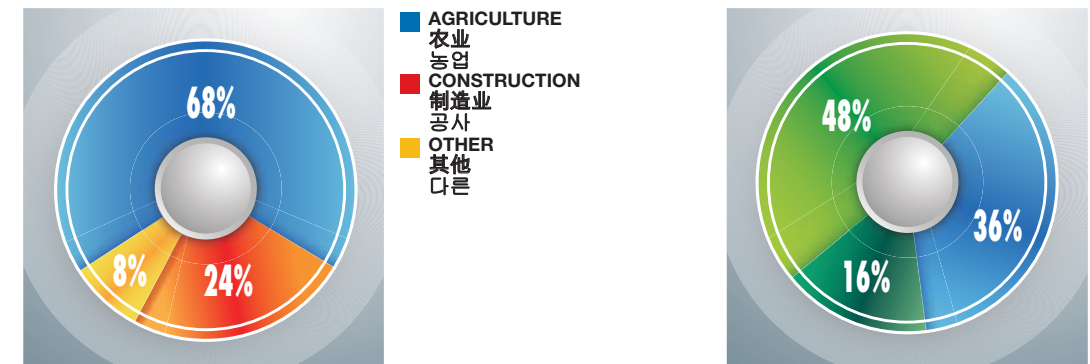 68%
8%
24%
AGRICULTURE
农业
농업
CONSTRUCTION
制造业
공사
OTHER
其他
다른
48%
36%
16%